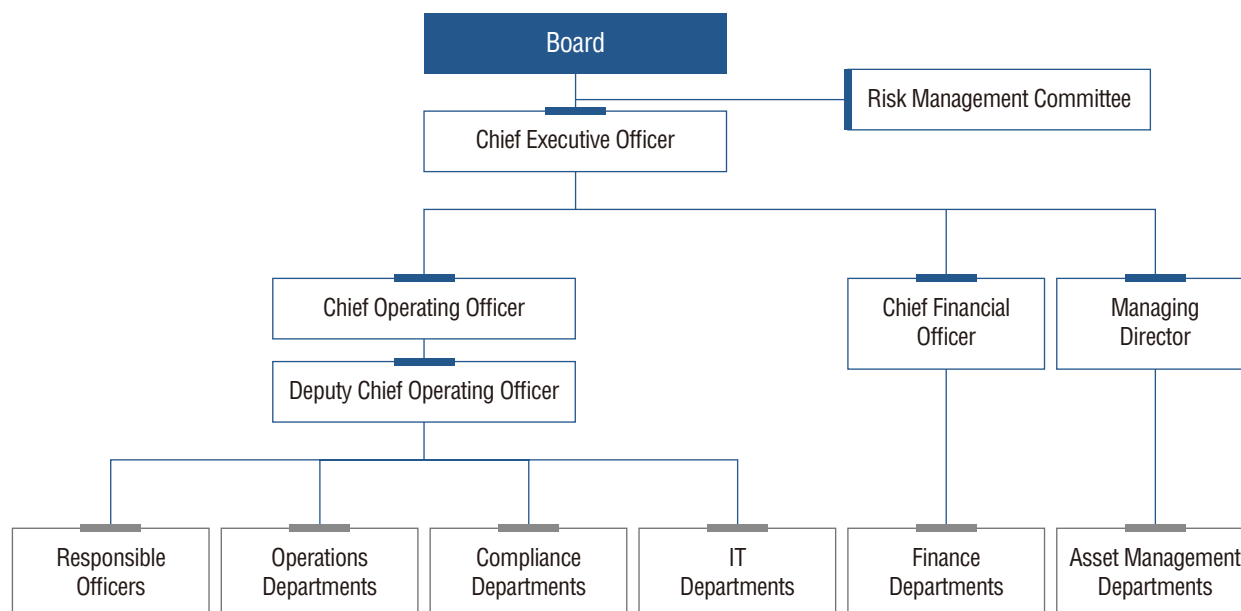 Board
Risk Management Committee
Chief Executive Officer
Chief Operating Officer
Chief Financial
Officer
Managing
Director
Deputy Chief Operating Officer
Responsible
Officers
Operations
Departments
Compliance
Departments
IT
Departments
Finance
Departments
Asset Management
Departments